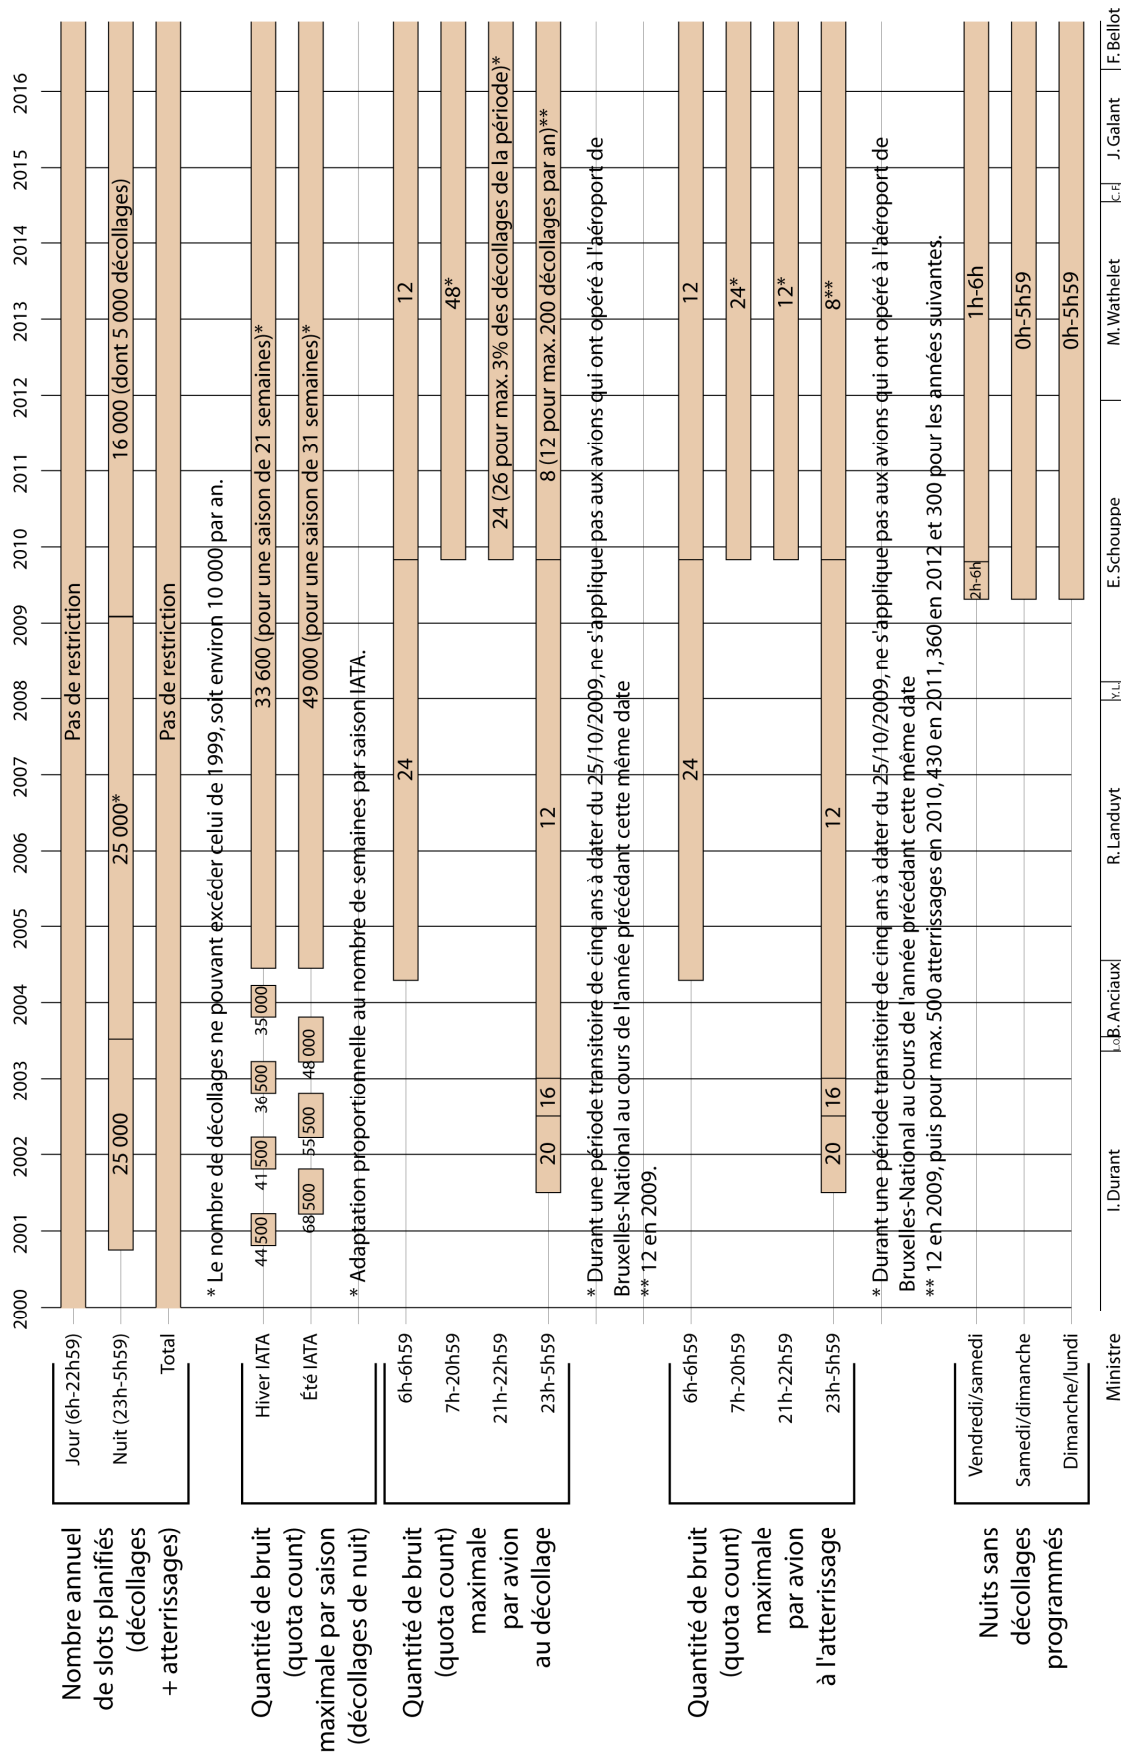 2000 2001 2002 2003 2004 2005 2006 2007 2008 2009 2010 2011 2012 2013 2014 2015 2016
Nombre annuel
de slots planifiés
(décollages
+ atterrissages)
Jour (6h-22h59)
Pas de restriction
Nuit (23h-5h59)
25 000 25 000* 16 000 (dont 5 000 décollages)
Total
Pas de restriction
* Le nombre de décollages ne pouvant excéder celui de 1999, soit environ 10 000 par an.
Quantité de bruit
(quota count)
maximale par saison
(décollages de nuit)
Hiver IATA
44 500 41 500 36 500 35 000 33 600 (pour une saison de 21 semaines)*
Été IATA
68 500 55 500 48 000 49 000 (pour une saison de 31 semaines)*
* Adaptation proportionnelle au nombre de semaines par saison IATA.
Quantité de bruit
(quota count)
maximale
par avion
au décollage
6h-6h59
24 12
7h-20h59
48*
21h-22h59
24 (26 pour max. 3% des décollages de la période)*
23h-5h59
20 16 12 8 (12 pour max. 200 décollages par an)**
* Durant une période transitoire de cinq ans à dater du 25/10/2009, ne s'applique pas aux avions qui ont opéré à l'aéroport de
Bruxelles-National au cours de l'année précédant cette même date
** 12 en 2009.
Quantité de bruit
(quota count)
maximale
par avion
à l'atterrissage
6h-6h59
24 12
7h-20h59
24*
21h-22h59
12*
23h-5h59
20 16 12 8**
* Durant une période transitoire de cinq ans à dater du 25/10/2009, ne s'applique pas aux avions qui ont opéré à l'aéroport de
Bruxelles-National au cours de l'année précédant cette même date
** 12 en 2009, puis pour max. 500 atterrissages en 2010, 430 en 2011, 360 en 2012 et 300 pour les années suivantes.
Nuits sans
décollages
programmés
Vendredi/samedi
2h-6h 1h-6h
Samedi/dimanche
0h-5h59
Dimanche/lundi
0h-5h59
Ministre
I. Durant B. Anciaux R. Landuyt Y.L. E. Schouppe M. Wathelet C.F. J. Galant F. Bellot